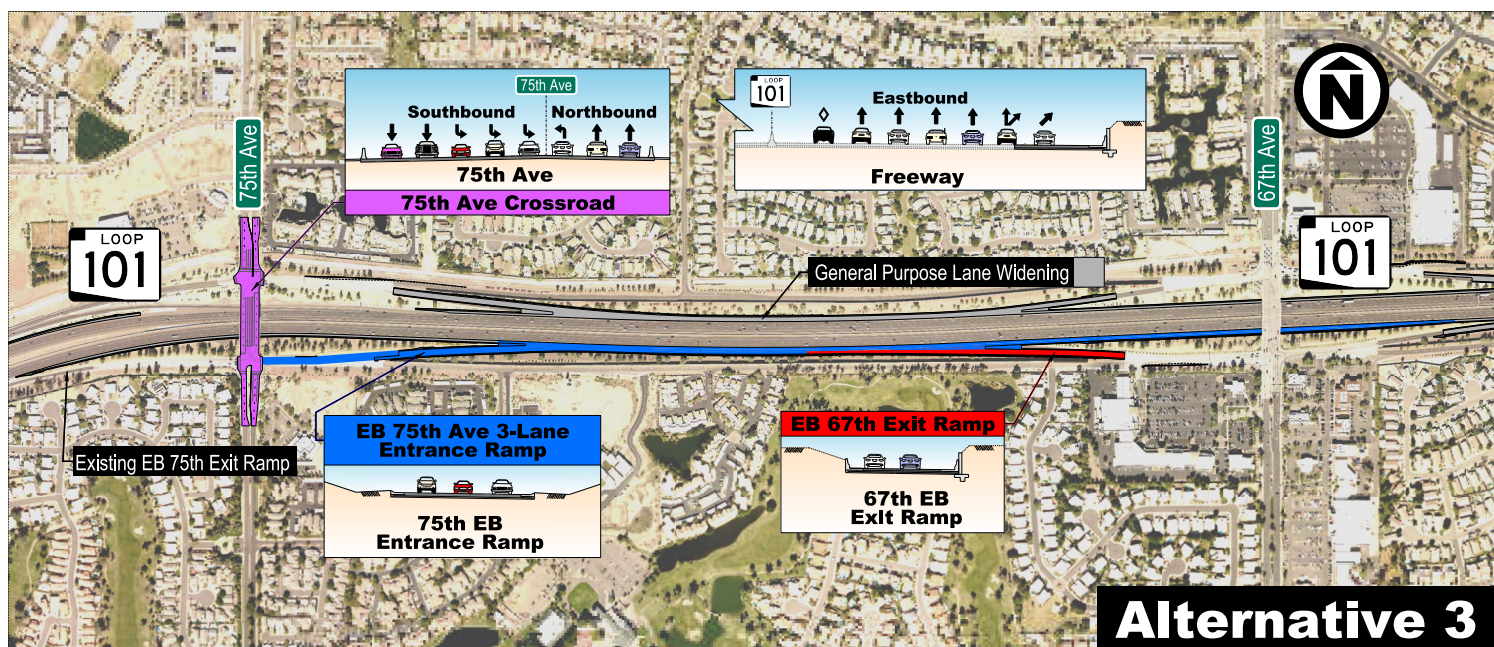 75th Ave
Southbound
Northbound
75th Ave
75th Ave Crossroad
LOOP
101
Eastbound
Freeway
N
75th Ave
67th Ave
LOOP
101
LOOP
101
General Purpose Lane Widening
Existing EB 75th Exit Ramp
EB 75th Ave 3-Lane
Entrance Ramp
75th EB
Entrance Ramp
EB 67th Exit Ramp
67th EB
Exit Ramp
Alternative 3